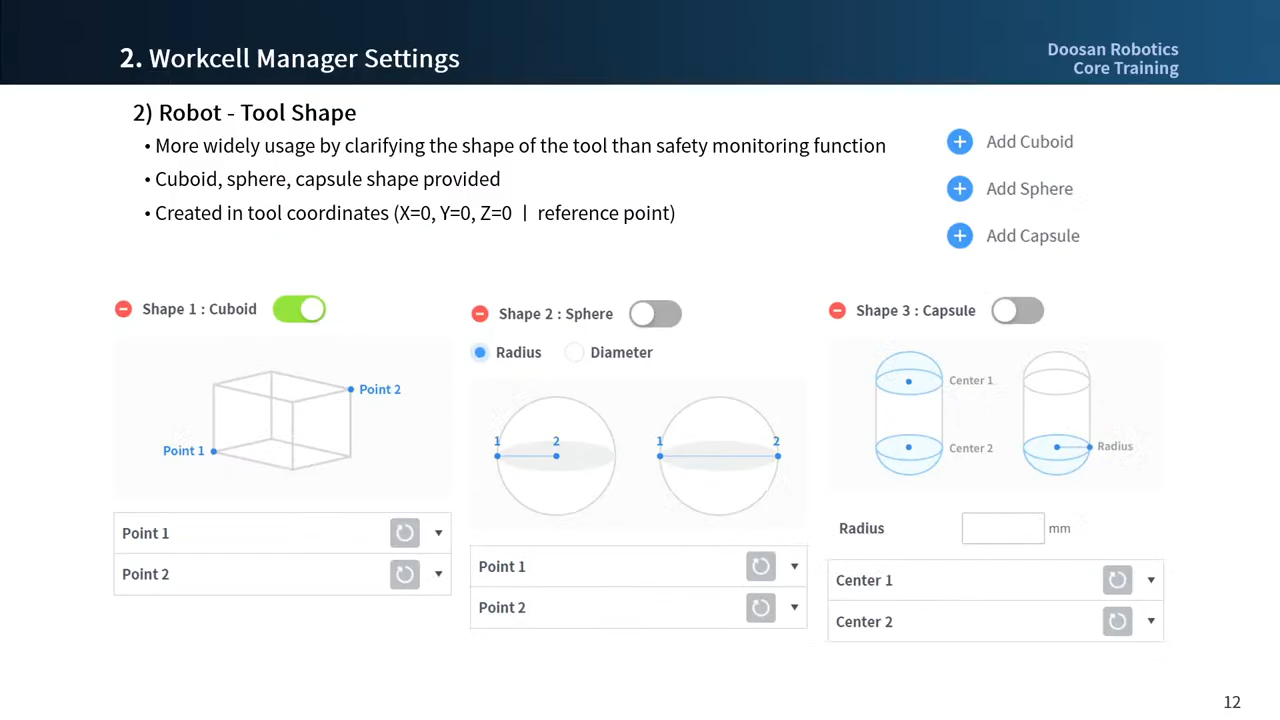 2. Workcell Manager Settings
Doosan Robotics
Core Training
2) Robot - Tool Shape
• More widely usage by clarifying the shape of the tool than safety monitoring function
• Cuboid, sphere, capsule shape provided
• Created in tool coordinates (X=0, Y=0, Z=0 ㅣ reference point)
Add Cuboid
Add Sphere
Add Capsule
Shape 1 : Cuboid
Point 2
Point 1
Point 1
Point 2
Shape 2 : Sphere
Radius
Diameter
1 2
1 2
Point 1
Point 2
Shape 3 : Capsule
Center 1
Center 2
Radius
Radius
mm
Center 1
Center 2
12